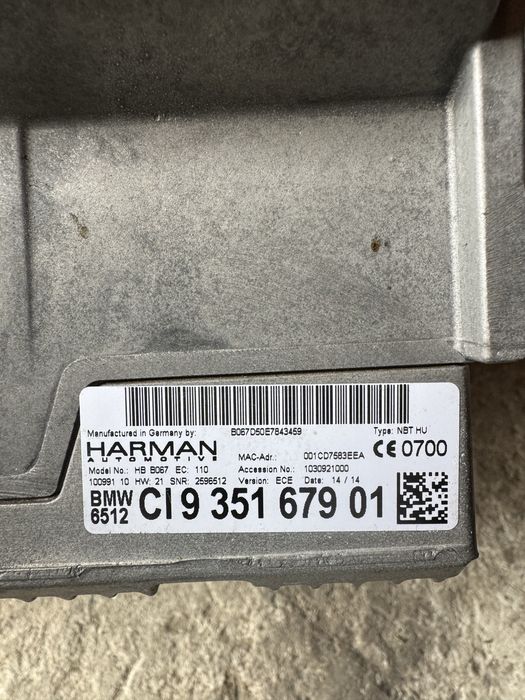 Manufactured in Germany by: B067D50E7843459 Type: NBT HU
HARMAN
AUTOMOTIVE
MAC-Adr.: 001CD7583EEA CE 0700
Model No.: HB B067 EC: 110 Accession No.: 1030921000
100991 10 HW: 21 SNR: 2596512 Version: ECE Date: 14 / 14
BMW
6512
CI 9 351 679 01